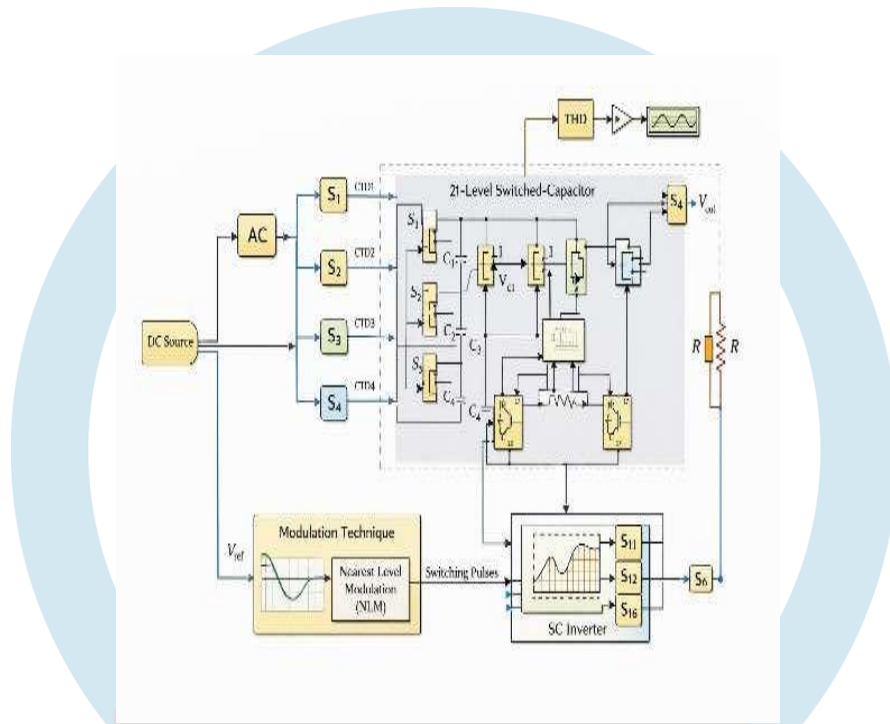 THD
21-Level Switched-Capacitor
S4
Vout
S1
CTD1
AC
S2
CTD2
DC Source
S3
CTD3
S4
CTD4
S1
C1
S2
Vc1
C2
C3
S3
C4
C4
R
R
Modulation Technique
Vref
Nearest Level
Modulation
(NLM)
Switching Pulses
S11
S12
S16
S6
SC Inverter